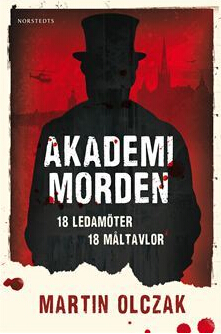 NORSTEDTS
AKADEMI
MORDEN
18 LEDAMÖTER
18 MÅLTAVLOR
MARTIN OLCZAK